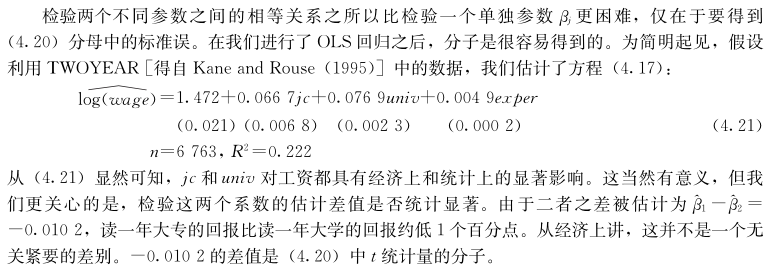 检验两个不同参数之间的相等关系之所以比检验一个单独参数 βj 更困难，仅在于要得到
(4.20) 分母中的标准误。在我们进行了 OLS 回归之后，分子是很容易得到的。为简明起见，假设
利用 TWOYEAR [得自 Kane and Rouse (1995)] 中的数据，我们估计了方程 (4.17)：
log(wage)=1.472+0.066 7jc+0.076 9univ+0.004 9exper
(0.021) (0.006 8) (0.002 3) (0.000 2) (4.21)
n=6 763, R²=0.222
从 (4.21) 显然可知，jc 和univ 对工资都具有经济上和统计上的显著影响。这当然有意义，但我
们更关心的是，检验这两个系数的估计差值是否统计显著。由于二者之差被估计为 β̂₁－β̂₂＝
－0.010 2，读一年大专的回报比读一年大学的回报约低 1 个百分点。从经济上讲，这并不是一个无
关紧要的差别。－0.010 2 的差值是 (4.20) 中 t 统计量的分子。